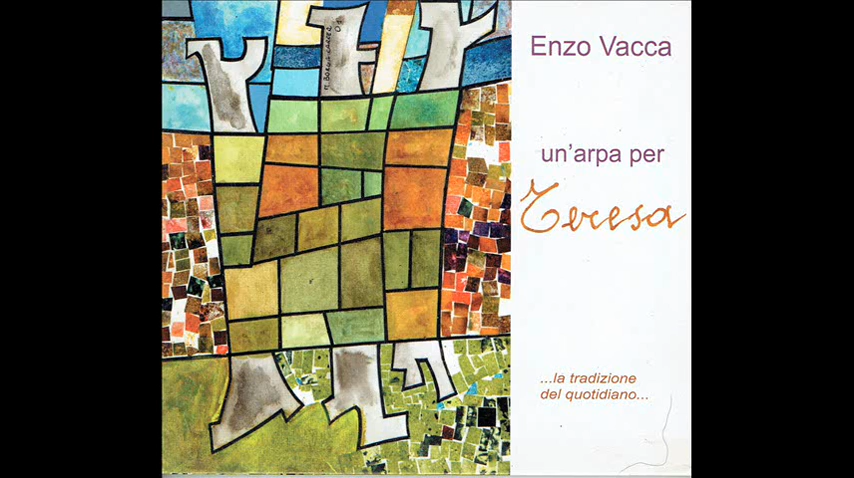 Enzo Vacca
un'arpa per
Teresa
...la tradizione
del quotidiano...